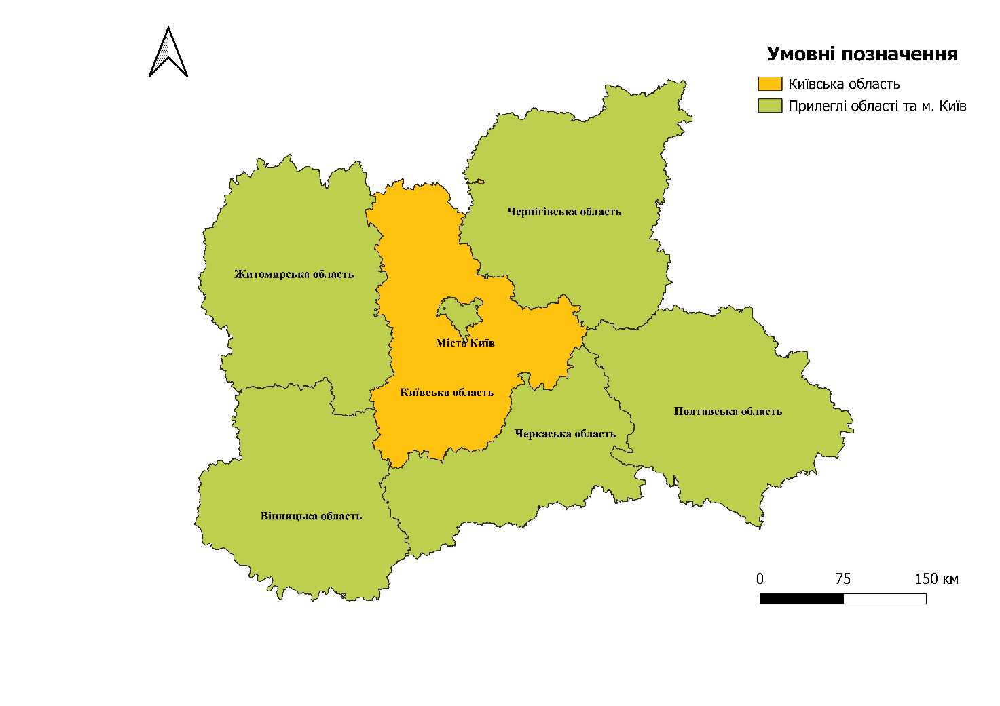 Умовні позначення
Київська область
Прилеглі області та м. Київ
Чернігівська область
Житомирська область
Місто Київ
Київська область
Полтавська область
Черкаська область
Вінницька область
0 75 150 км